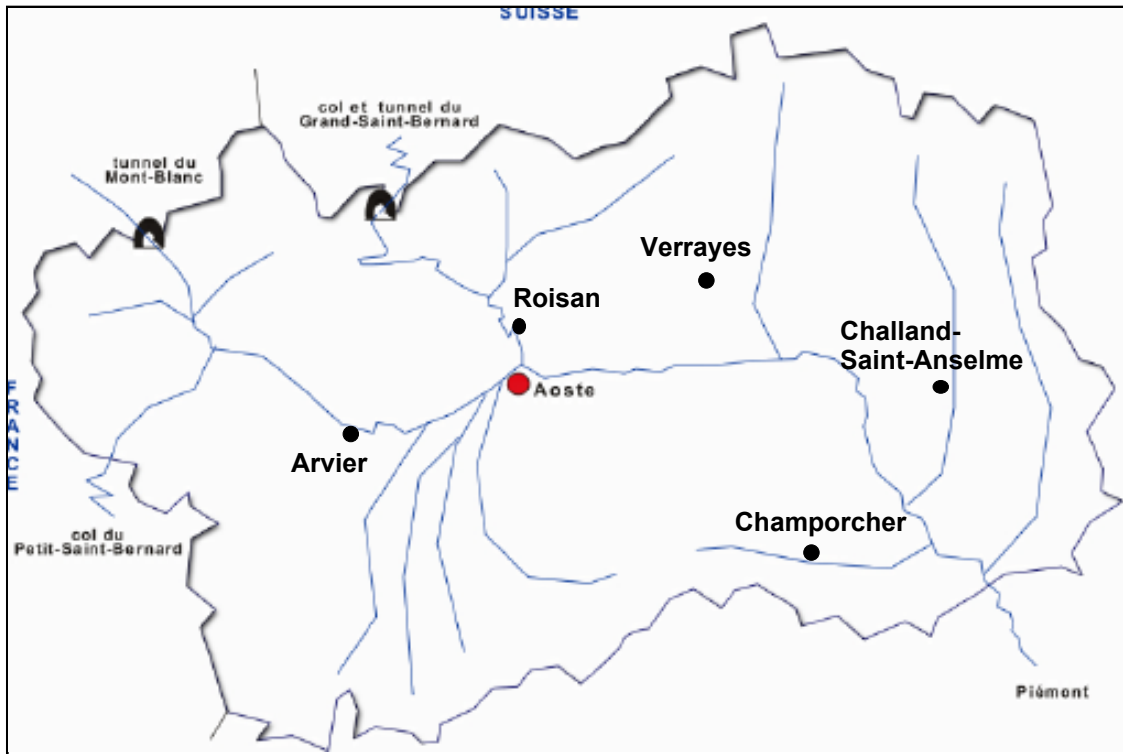 SUISSE
col et tunnel du
Grand-Saint-Bernard
tunnel du
Mont-Blanc
Verrayes
Roisan
Challand-
Saint-Anselme
FRANCE
Aoste
Arvier
Champorcher
col du
Petit-Saint-Bernard
Piémont